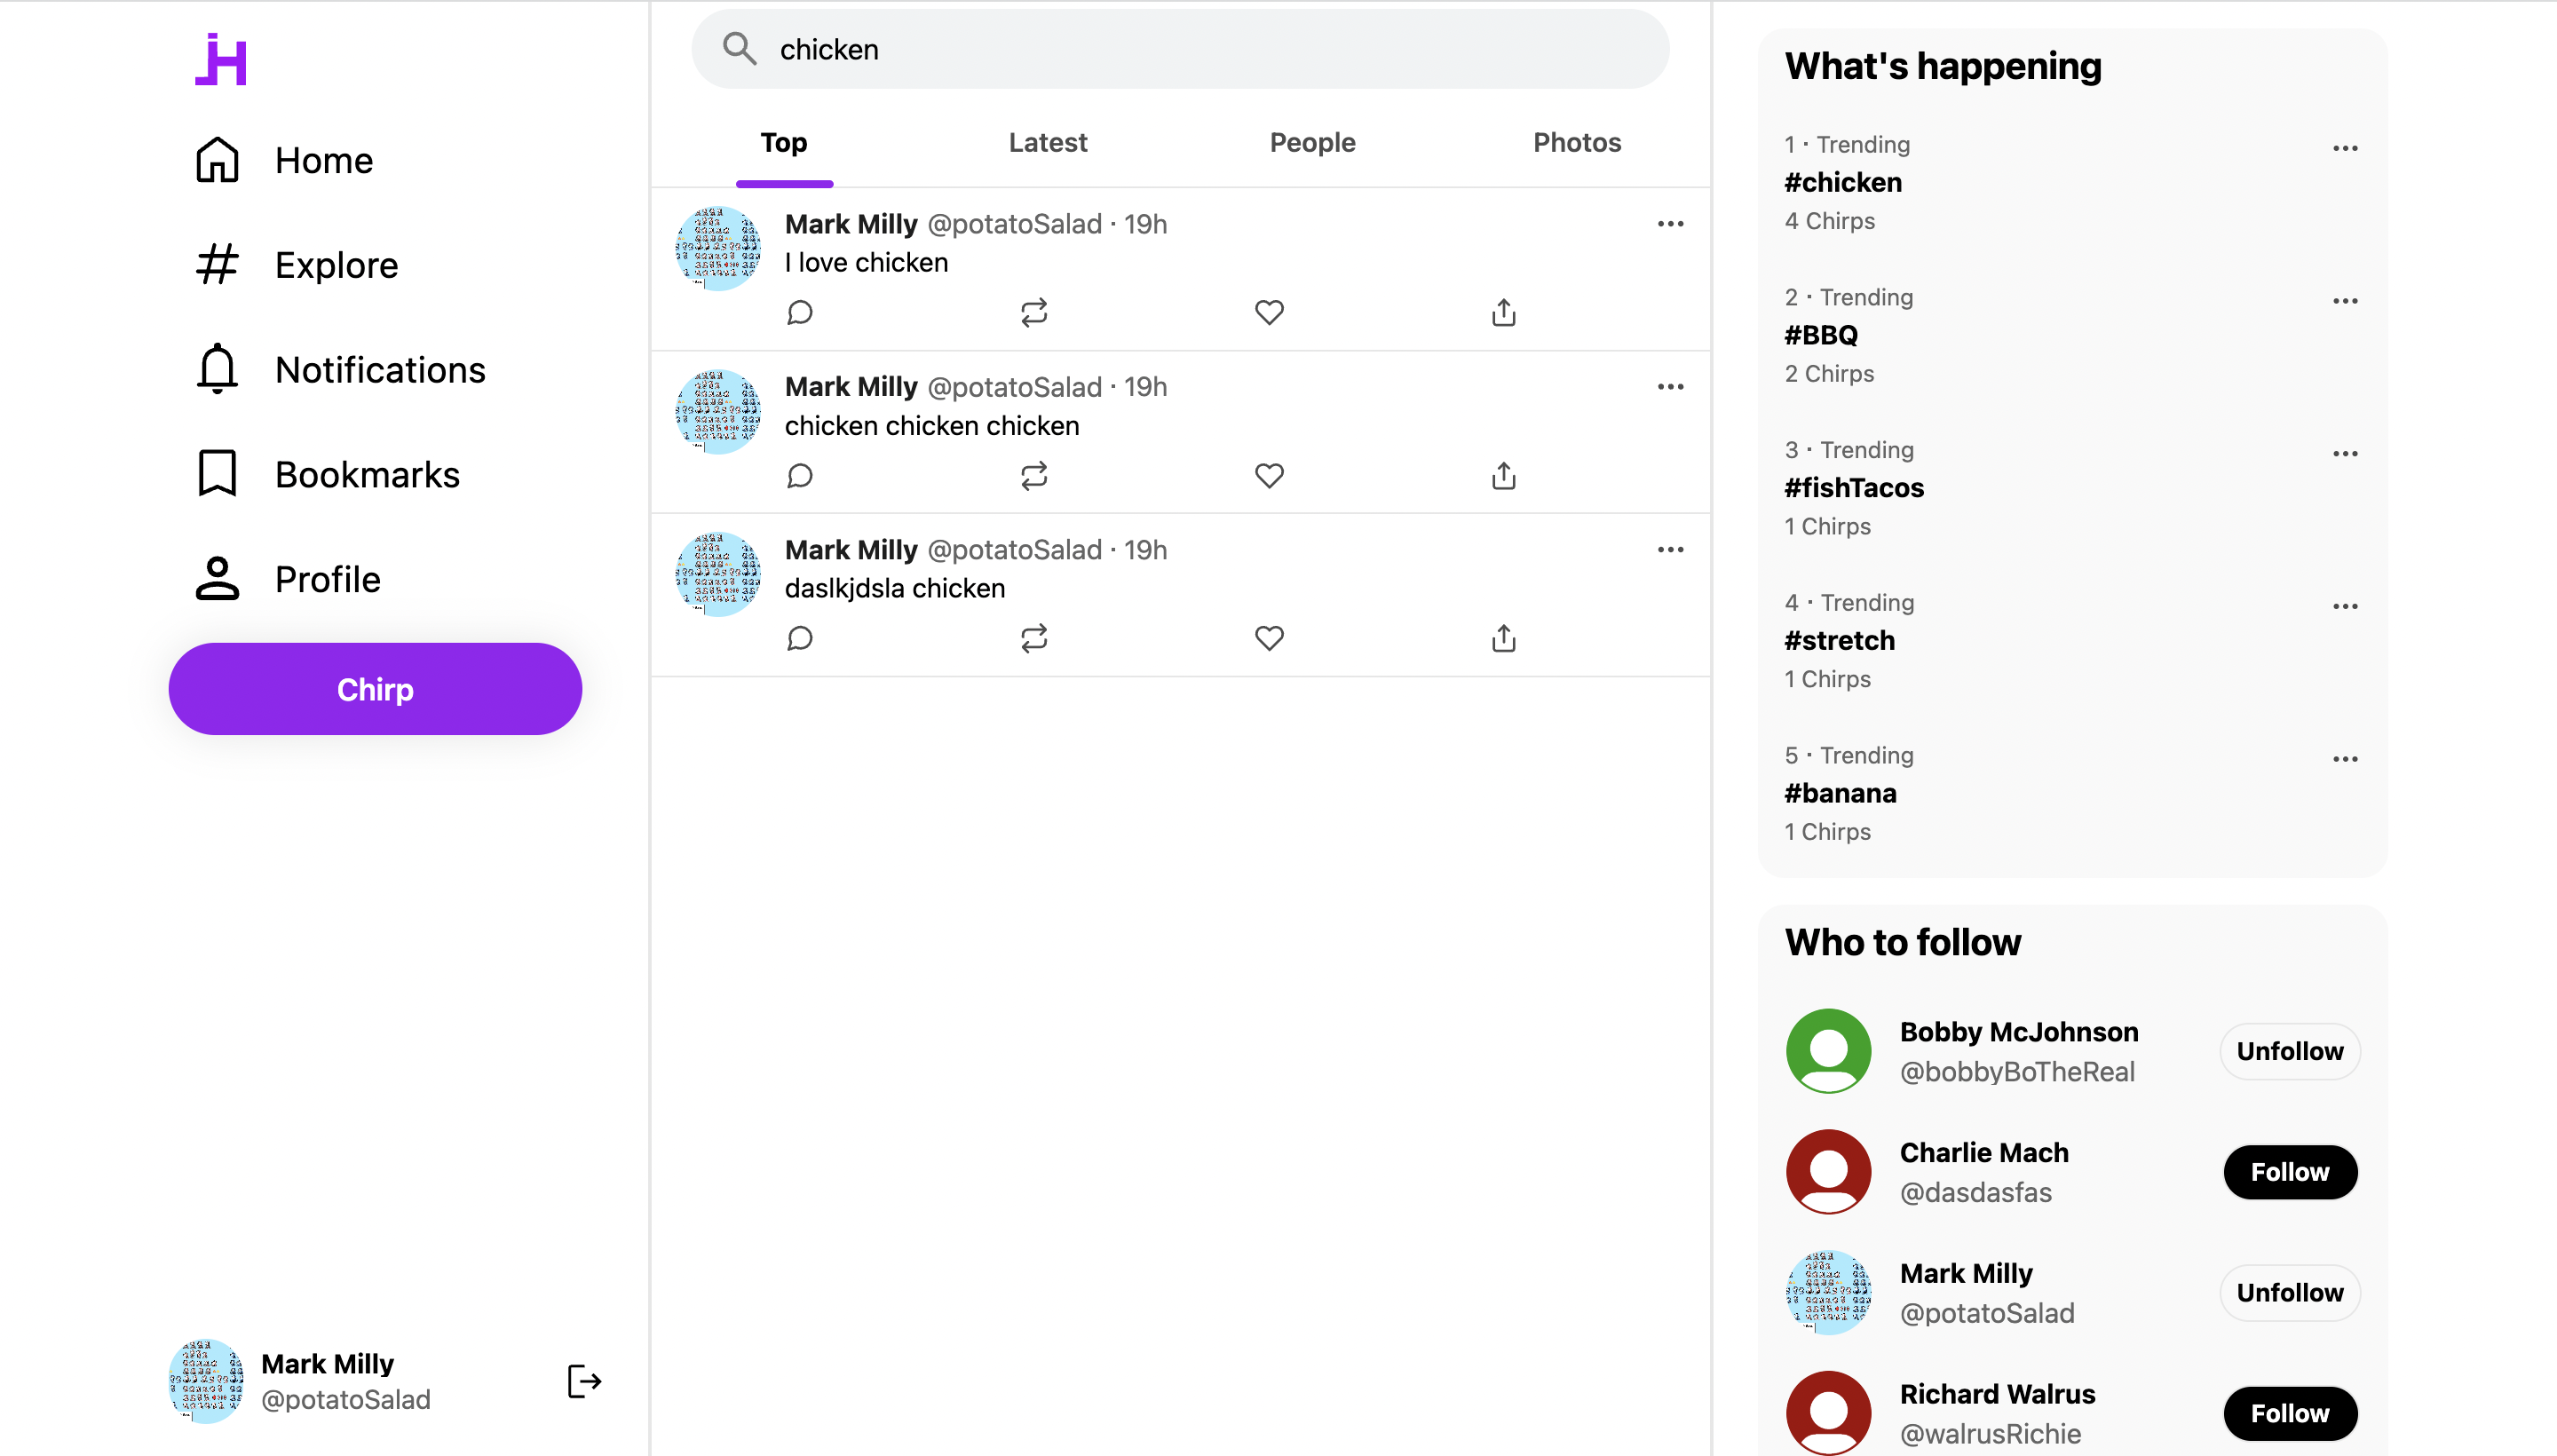 Home
Explore
Notifications
Bookmarks
Profile
Chirp
Mark Milly
@potatoSalad
chicken
Top Latest People Photos
Mark Milly @potatoSalad · 19h
I love chicken
Mark Milly @potatoSalad · 19h
chicken chicken chicken
Mark Milly @potatoSalad · 19h
daslkjdsla chicken
What's happening
1 · Trending
#chicken
4 Chirps
2 · Trending
#BBQ
2 Chirps
3 · Trending
#fishTacos
1 Chirps
4 · Trending
#stretch
1 Chirps
5 · Trending
#banana
1 Chirps
Who to follow
Bobby McJohnson
@bobbyBoTheReal
Unfollow
Charlie Mach
@dasdasfas
Follow
Mark Milly
@potatoSalad
Unfollow
Richard Walrus
@walrusRichie
Follow